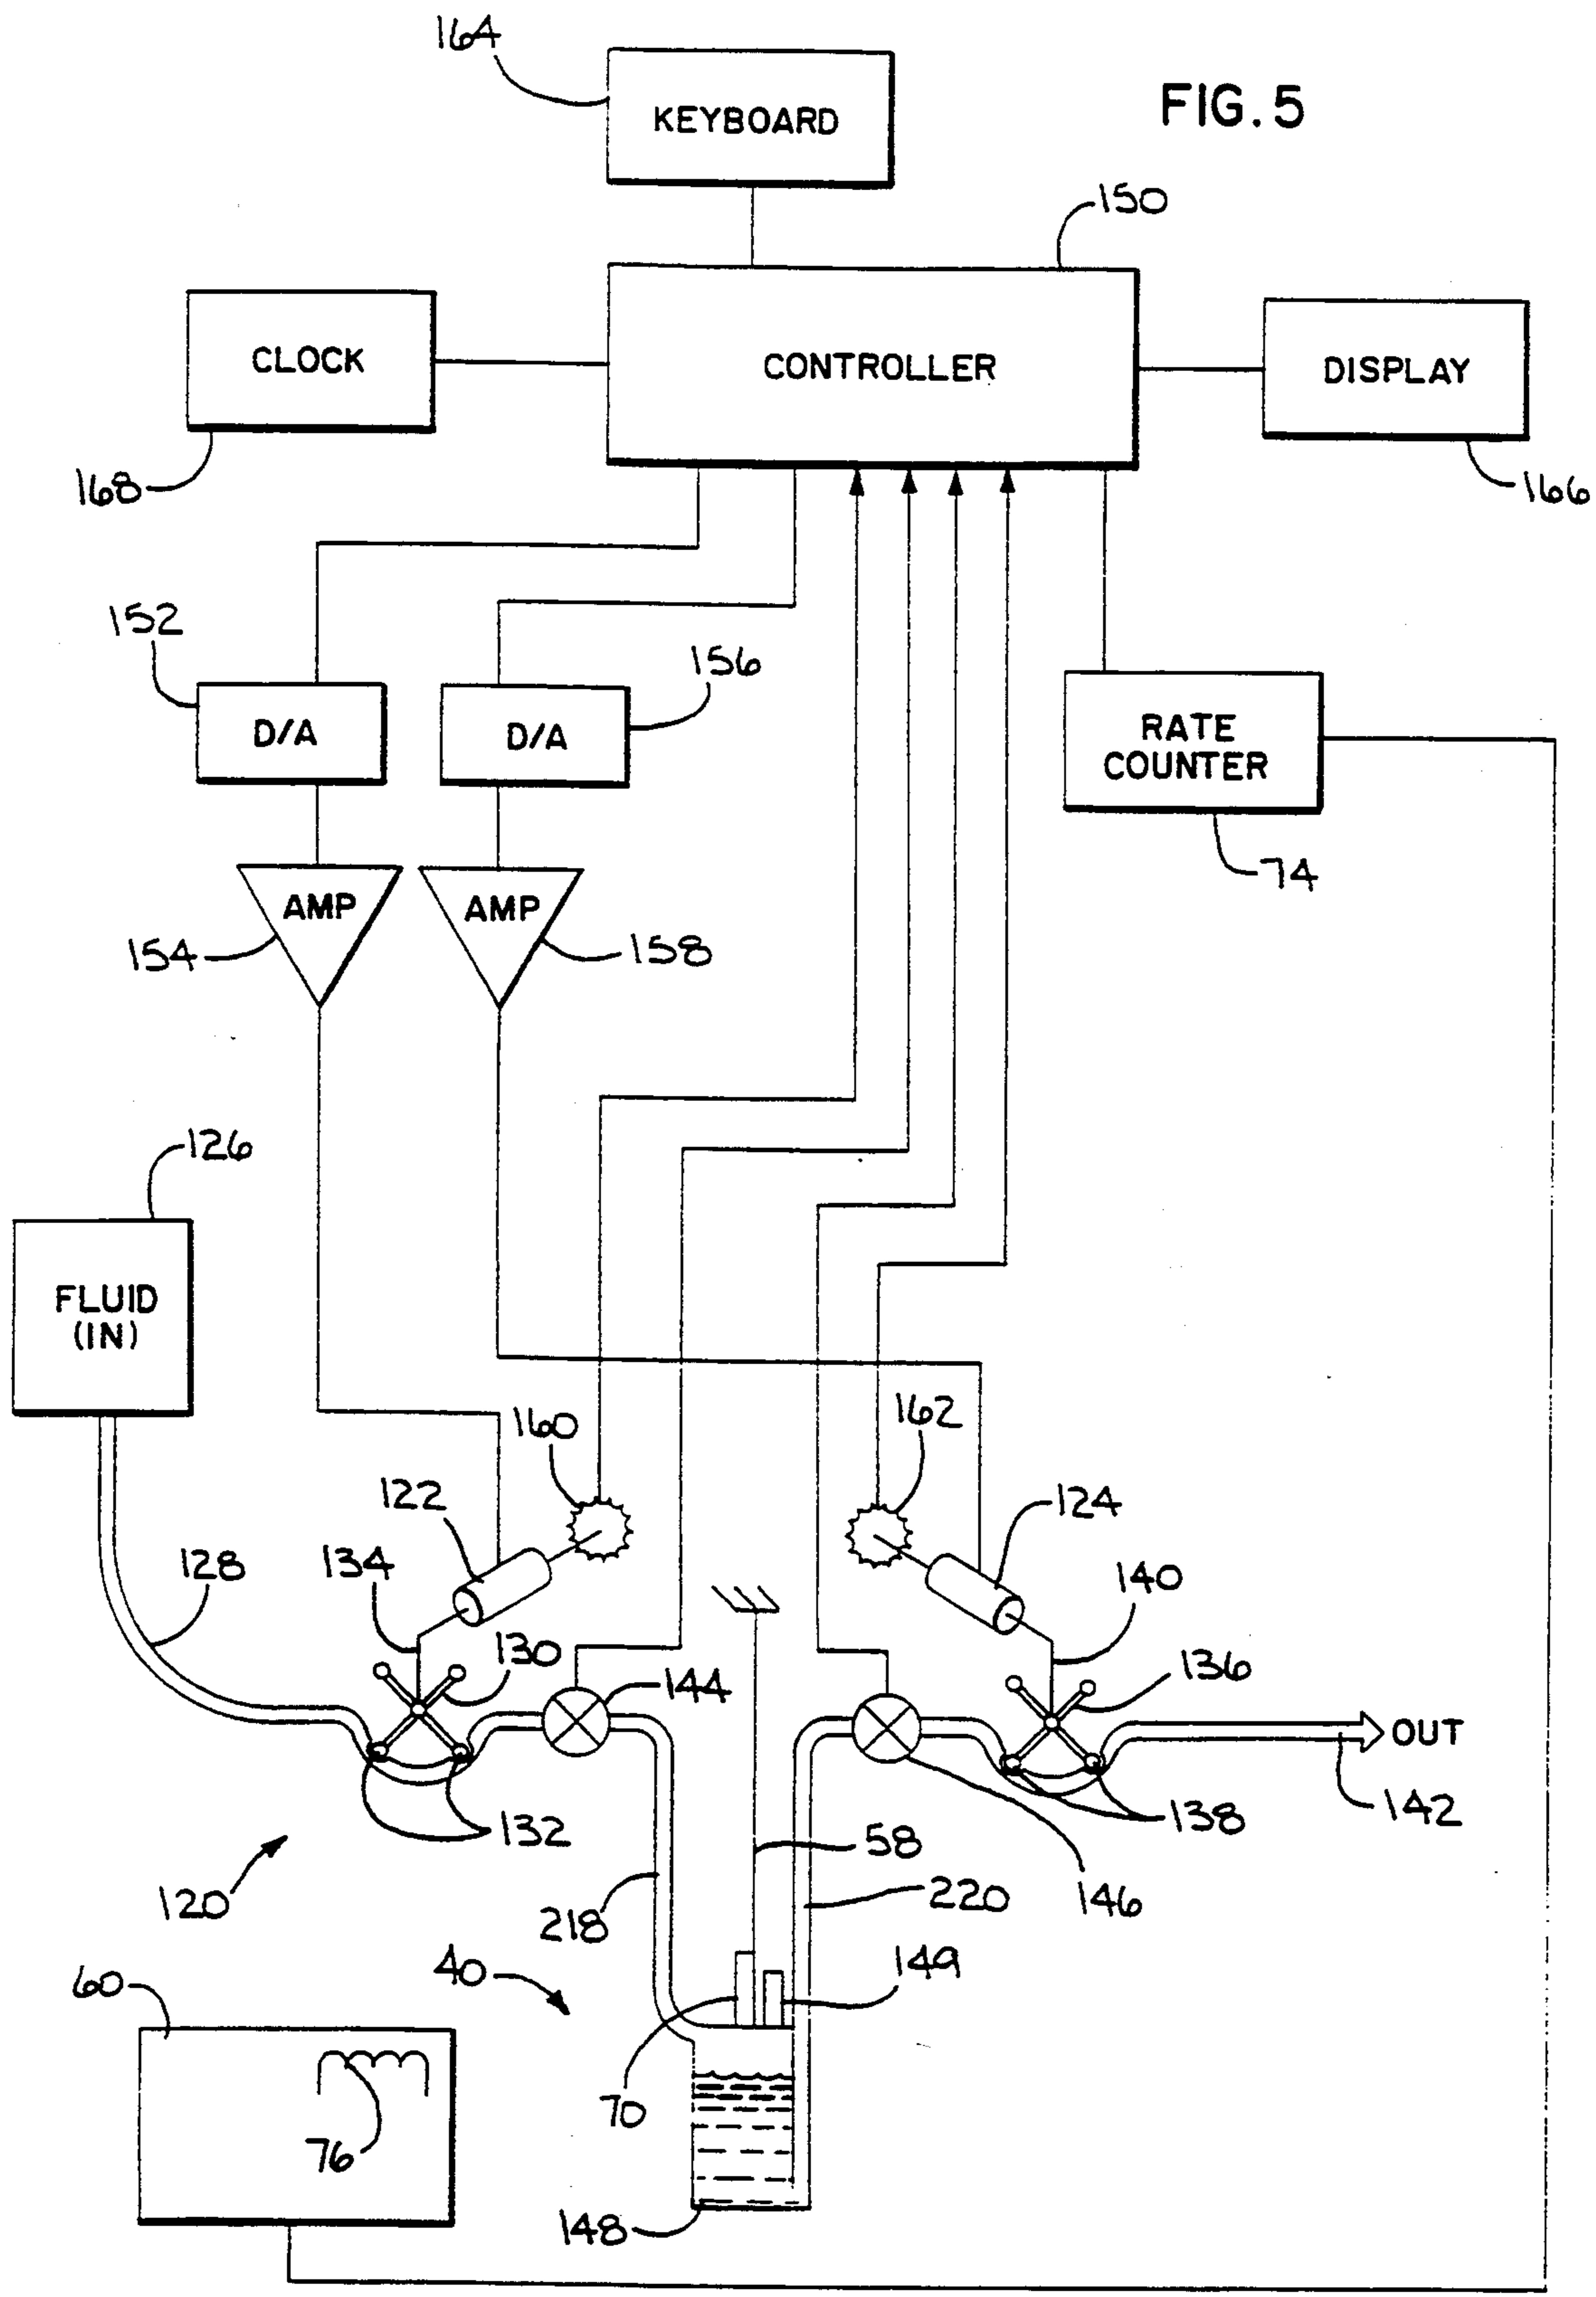 164
KEYBOARD
FIG. 5
150
CLOCK
CONTROLLER
DISPLAY
168
166
152
156
D/A
D/A
RATE
COUNTER
74
AMP
AMP
154
158
126
FLUID
(IN)
160
162
122
124
134
128
140
130
136
144
OUT
132
138
142
58
120
218
220
146
40
149
60
70
76
148